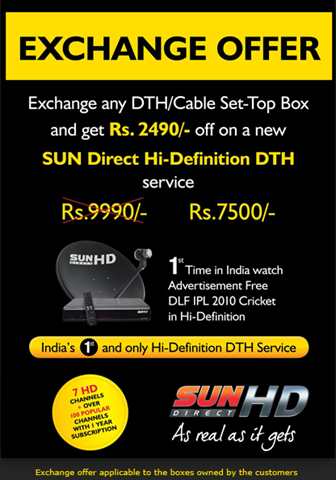 EXCHANGE OFFER
Exchange any DTH/Cable Set-Top Box
and get Rs. 2490/- off on a new
SUN Direct Hi-Definition DTH
service
Rs.9990/- Rs.7500/-
SUN HD
DIRECT
1st Time in India watch
Advertisement Free
DLF IPL 2010 Cricket
in Hi-Definition
India's 1st and only Hi-Definition DTH Service
7 HD
CHANNELS
+ OVER
100 POPULAR
CHANNELS
WITH 1 YEAR
SUBSCRIPTION
SUN HD
DIRECT
As real as it gets
Exchange offer applicable to the boxes owned by the customers